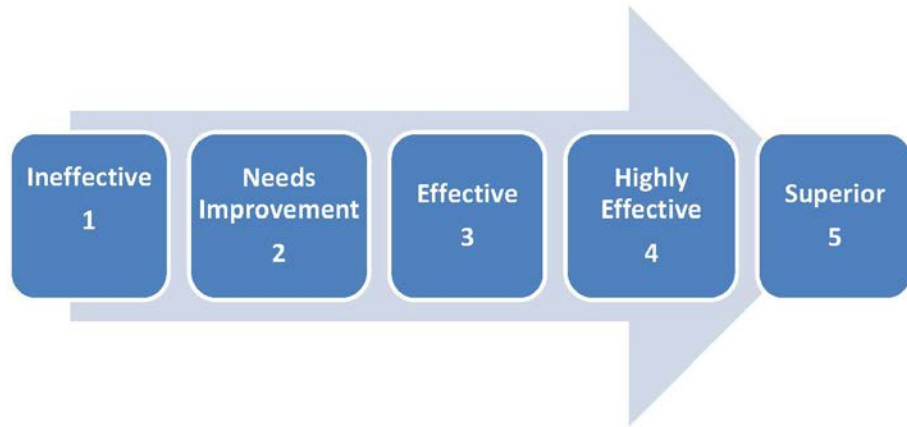 Ineffective
1
Needs
Improvement
2
Effective
3
Highly
Effective
4
Superior
5